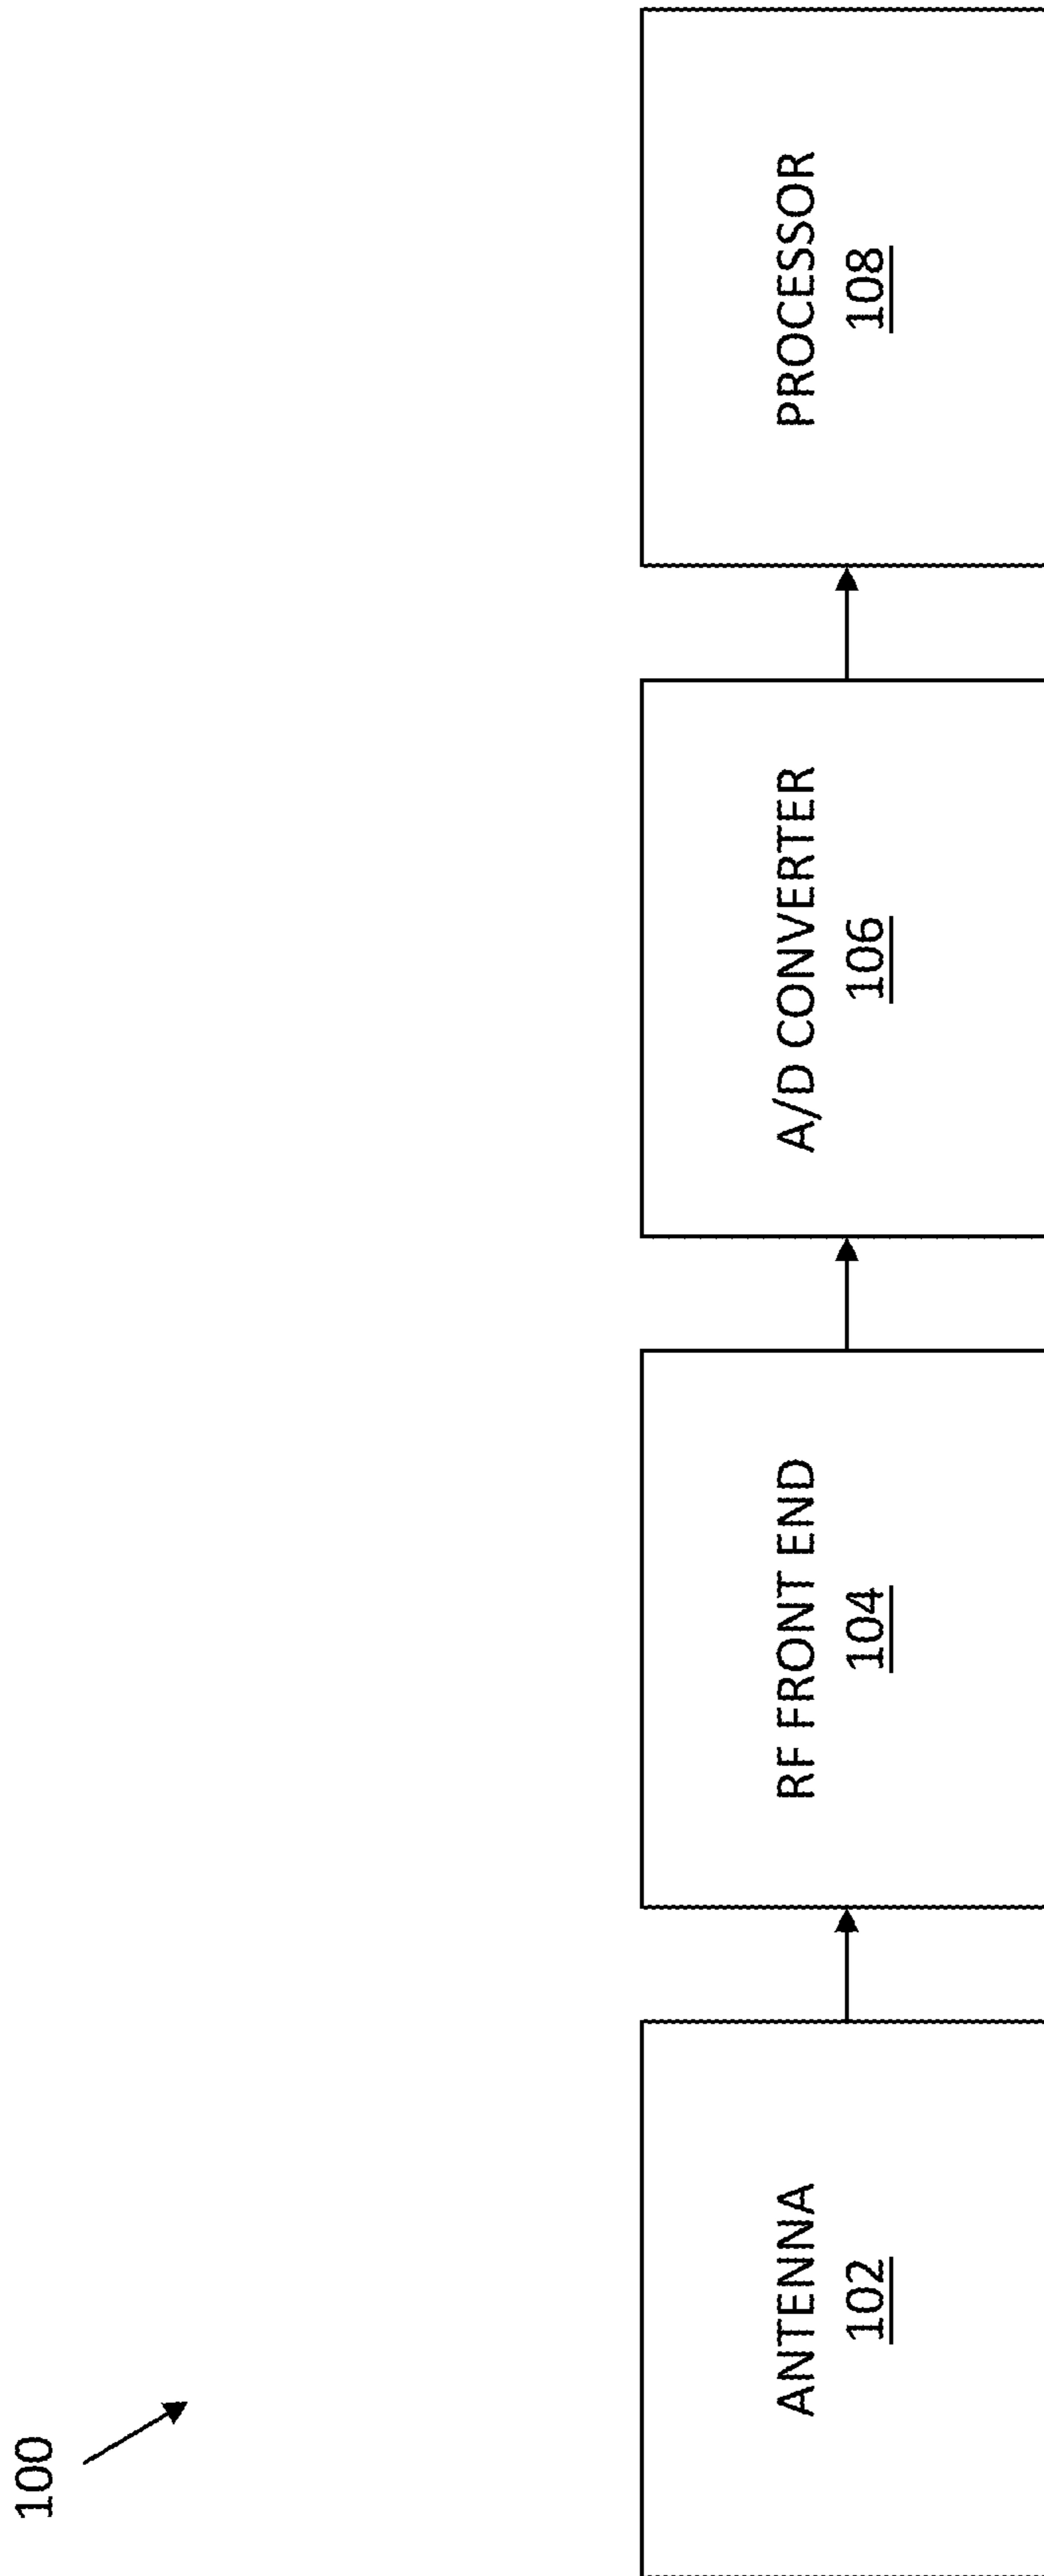 100
ANTENNA
102
RF FRONT END
104
A/D CONVERTER
106
PROCESSOR
108